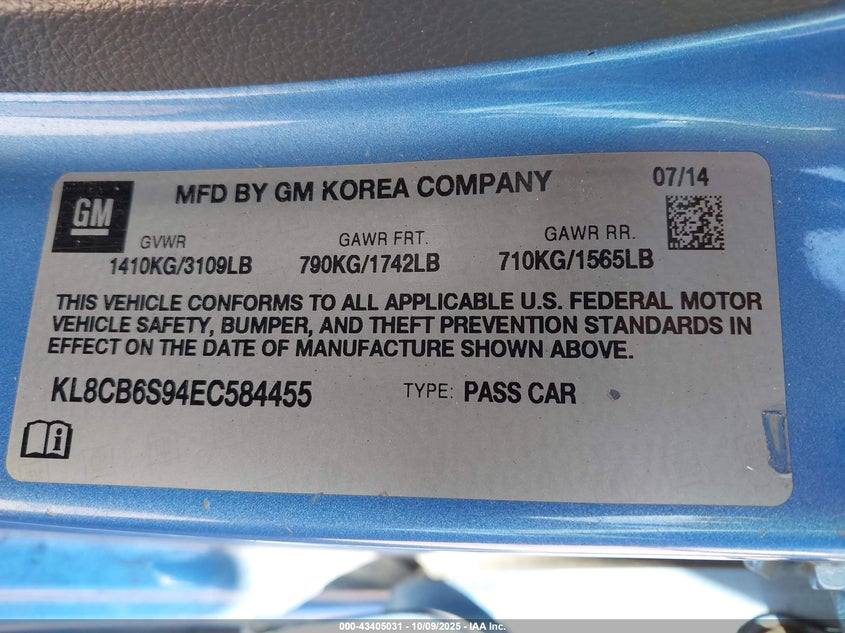 GM
MFD BY GM KOREA COMPANY
07/14
GVWR
GAWR FRT.
GAWR RR.
1410KG/3109LB
790KG/1742LB
710KG/1565LB
THIS VEHICLE CONFORMS TO ALL APPLICABLE U.S. FEDERAL MOTOR
VEHICLE SAFETY, BUMPER, AND THEFT PREVENTION STANDARDS IN
EFFECT ON THE DATE OF MANUFACTURE SHOWN ABOVE.
KL8CB6S94EC584455
TYPE: PASS CAR
i
000-43405031 - 10/09/2025 - IAA Inc.